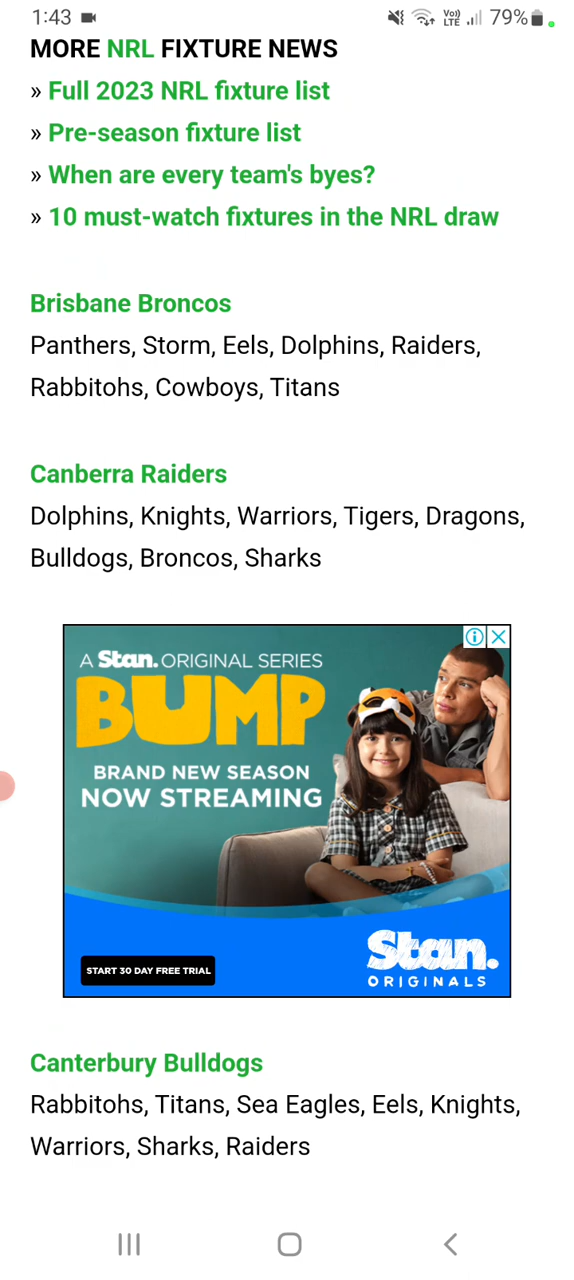 1:43
Vo))
LTE
79%
MORE NRL FIXTURE NEWS
» Full 2023 NRL fixture list
» Pre-season fixture list
» When are every team's byes?
» 10 must-watch fixtures in the NRL draw
Brisbane Broncos
Panthers, Storm, Eels, Dolphins, Raiders,
Rabbitohs, Cowboys, Titans
Canberra Raiders
Dolphins, Knights, Warriors, Tigers, Dragons,
Bulldogs, Broncos, Sharks
A Stan. ORIGINAL SERIES
BUMP
BRAND NEW SEASON
NOW STREAMING
START 30 DAY FREE TRIAL
Stan.
ORIGINALS
Canterbury Bulldogs
Rabbitohs, Titans, Sea Eagles, Eels, Knights,
Warriors, Sharks, Raiders